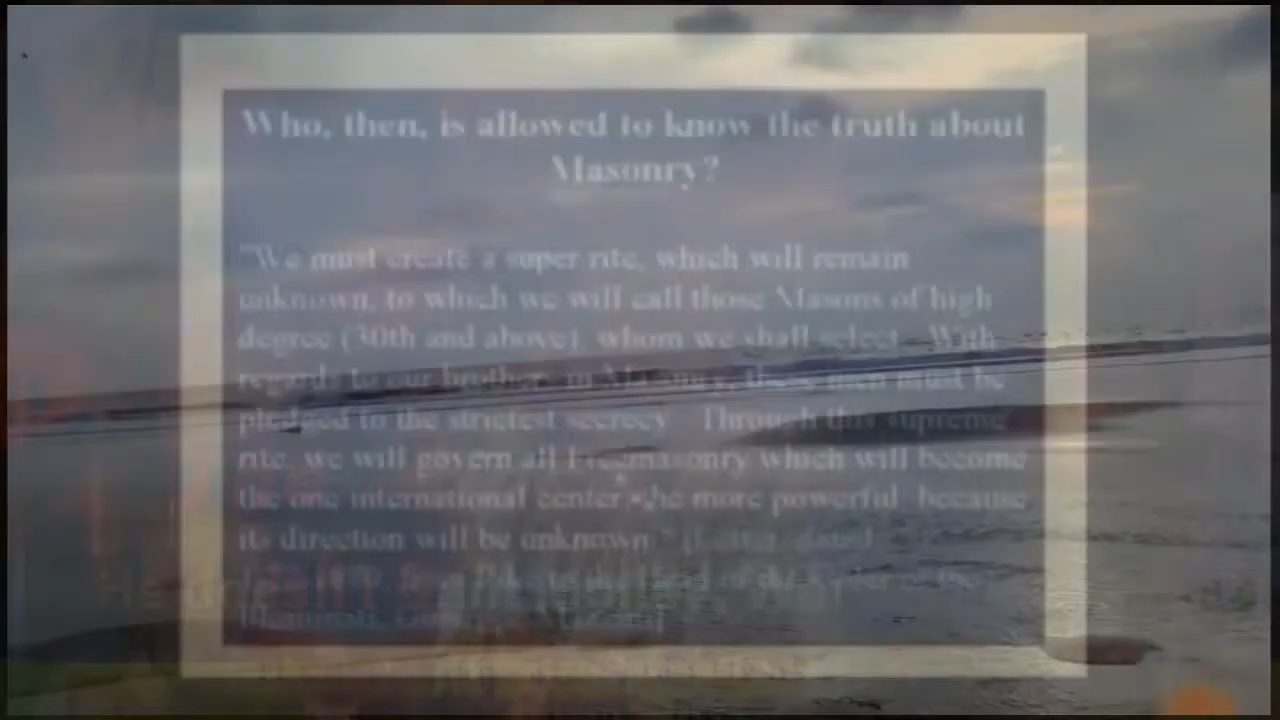 Who, then, is allowed to know the truth about
Masonry?
"We must create a super rite, which will remain
unknown, to which we will call those Masons of high
degree (30th and above), whom we shall select. With
regards to our brothers in Masonry, these men must be
pledged to the strictest secrecy. Through this supreme
rite, we will govern all Freemasonry which will become
the one international center, the more powerful, because
its direction will be unknown." [Letter, dated
Illuminati,